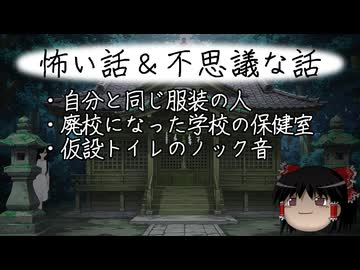 怖い話＆不思議な話
・自分と同じ服装の人
・廃校になった学校の保健室
・仮設トイレのノック音